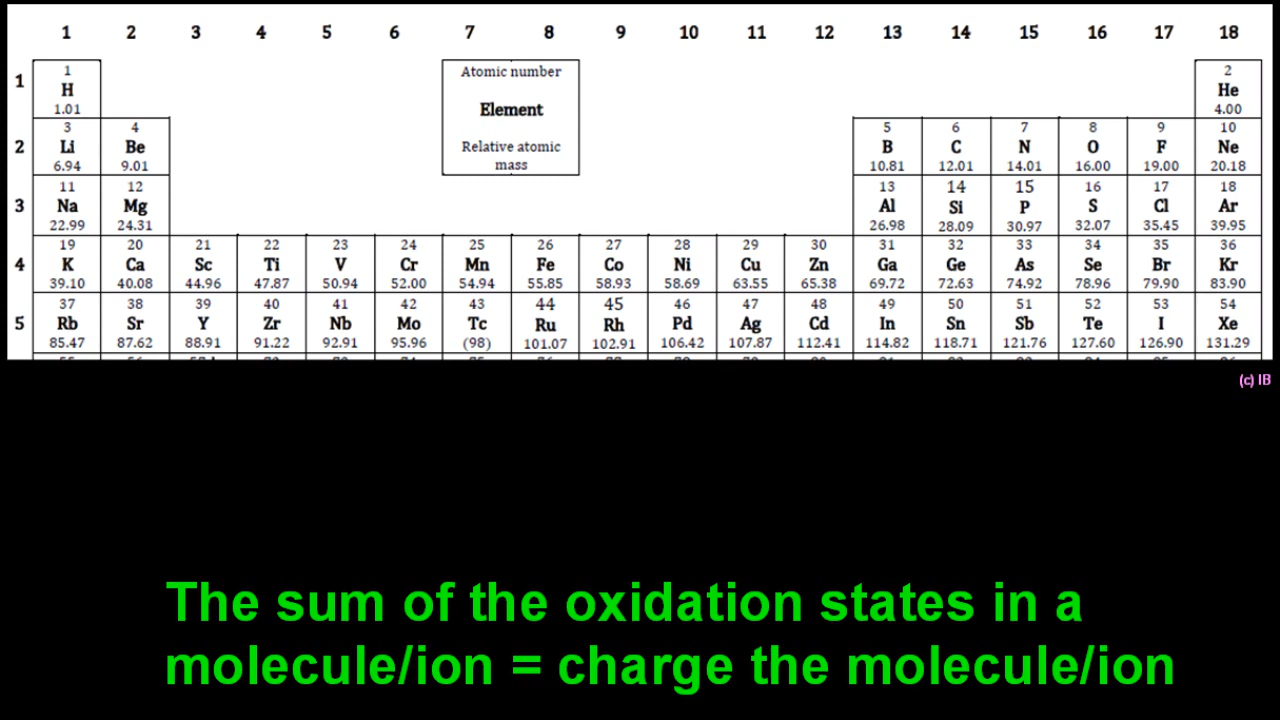 1 2 3 4 5 6 7 8 9 10 11 12 13 14 15 16 17 18
1 1 Atomic number 2
H Element He
1.01 Relative atomic mass 4.00
3 4 5 6 7 8 9 10
2 Li Be B C N O F Ne
6.94 9.01 10.81 12.01 14.01 16.00 19.00 20.18
11 12 13 14 15 16 17 18
3 Na Mg Al Si P S Cl Ar
22.99 24.31 26.98 28.09 30.97 32.07 35.45 39.95
19 20 21 22 23 24 25 26 27 28 29 30 31 32 33 34 35 36
4 K Ca Sc Ti V Cr Mn Fe Co Ni Cu Zn Ga Ge As Se Br Kr
39.10 40.08 44.96 47.87 50.94 52.00 54.94 55.85 58.93 58.69 63.55 65.38 69.72 72.63 74.92 78.96 79.90 83.90
37 38 39 40 41 42 43 44 45 46 47 48 49 50 51 52 53 54
5 Rb Sr Y Zr Nb Mo Tc Ru Rh Pd Ag Cd In Sn Sb Te I Xe
85.47 87.62 88.91 91.22 92.91 95.96 (98) 101.07 102.91 106.42 107.87 112.41 114.82 118.71 121.76 127.60 126.90 131.29
(c) IB
The sum of the oxidation states in a
molecule/ion = charge the molecule/ion